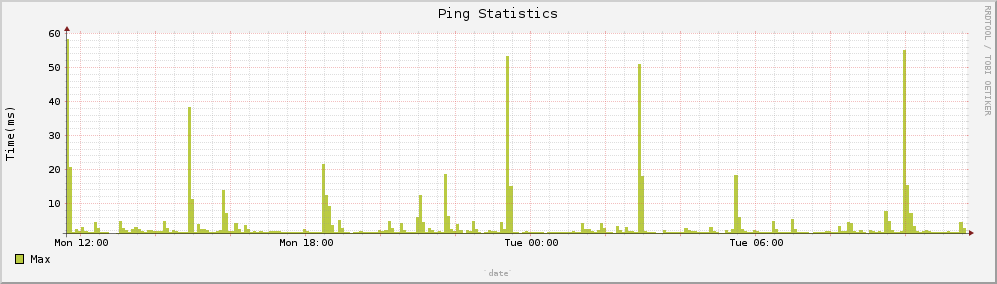 Ping Statistics
RRDTOOL / TOBI OETIKER
Time(ms)
60
50
40
30
20
10
Mon 12:00 Mon 18:00 Tue 00:00 Tue 06:00
Max
`date`